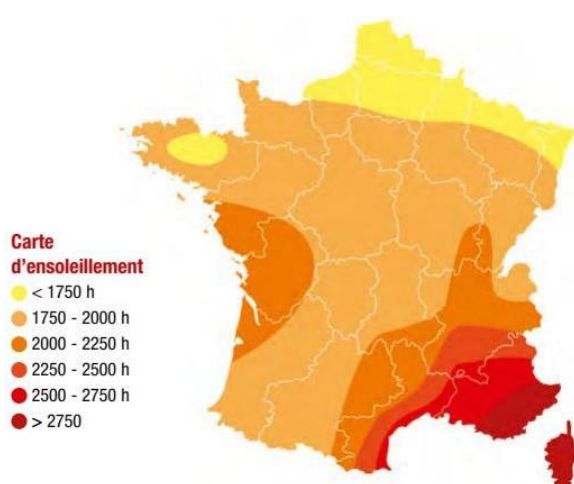 Carte
d'ensoleillement
< 1750 h
1750 - 2000 h
2000 - 2250 h
2250 - 2500 h
2500 - 2750 h
> 2750